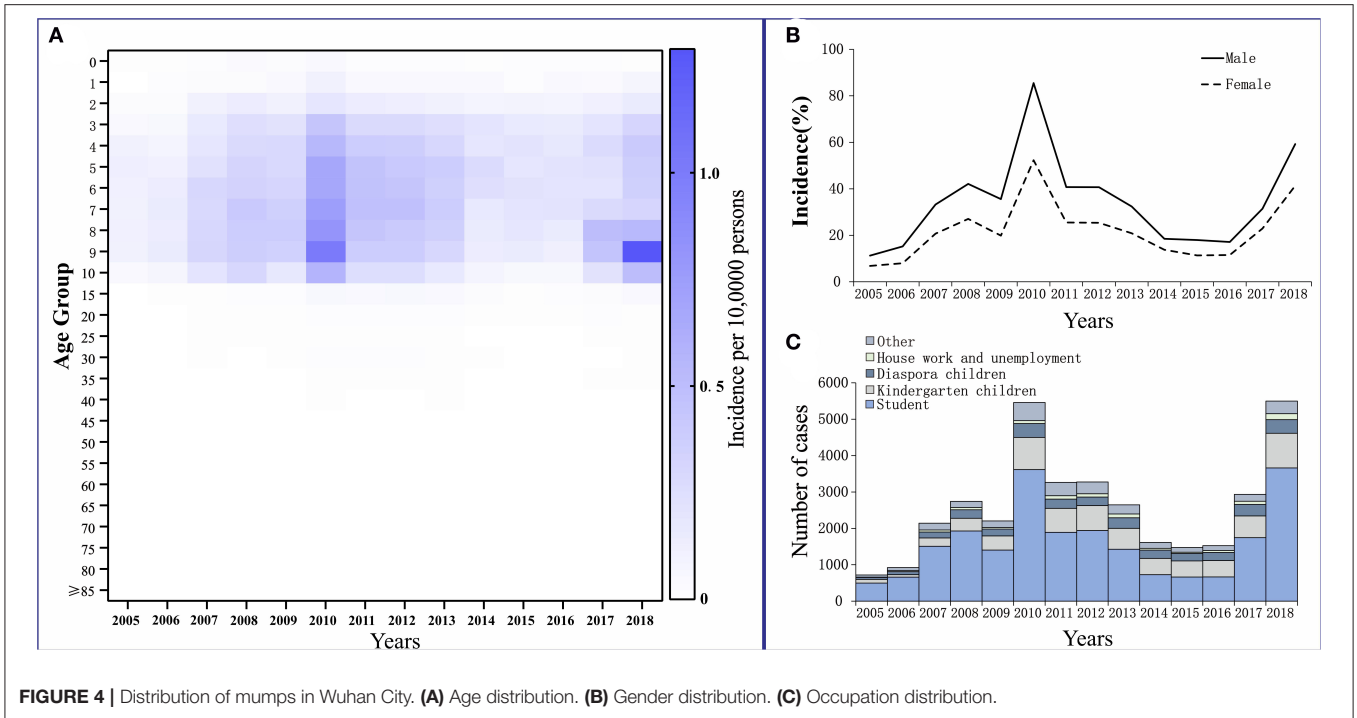 A
0
1
2
3
4
5
6
7
8
9
10
15
20
25
30
35
40
45
50
55
60
65
70
75
80
≥85
Age Group
2005 2006 2007 2008 2009 2010 2011 2012 2013 2014 2015 2016 2017 2018
Years
1.0
0.5
0
Incidence per 10,0000 persons
B
100
80
60
40
20
0
Incidence(%)
Male
Female
2005 2006 2007 2008 2009 2010 2011 2012 2013 2014 2015 2016 2017 2018
Years
C
Other
House work and unemployment
Diaspora children
Kindergarten children
Student
6000
5000
4000
3000
2000
1000
0
Number of cases
2005 2006 2007 2008 2009 2010 2011 2012 2013 2014 2015 2016 2017 2018
Years
FIGURE 4 | Distribution of mumps in Wuhan City. (A) Age distribution. (B) Gender distribution. (C) Occupation distribution.